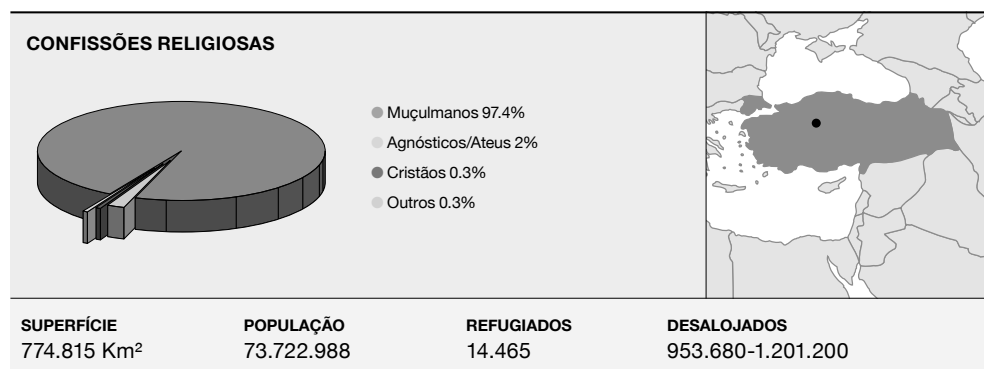 CONFISSÕES RELIGIOSAS
Muçulmanos 97.4%
Agnósticos/Ateus 2%
Cristãos 0.3%
Outros 0.3%
SUPERFÍCIE
774.815 Km²
POPULAÇÃO
73.722.988
REFUGIADOS
14.465
DESALOJADOS
953.680-1.201.200